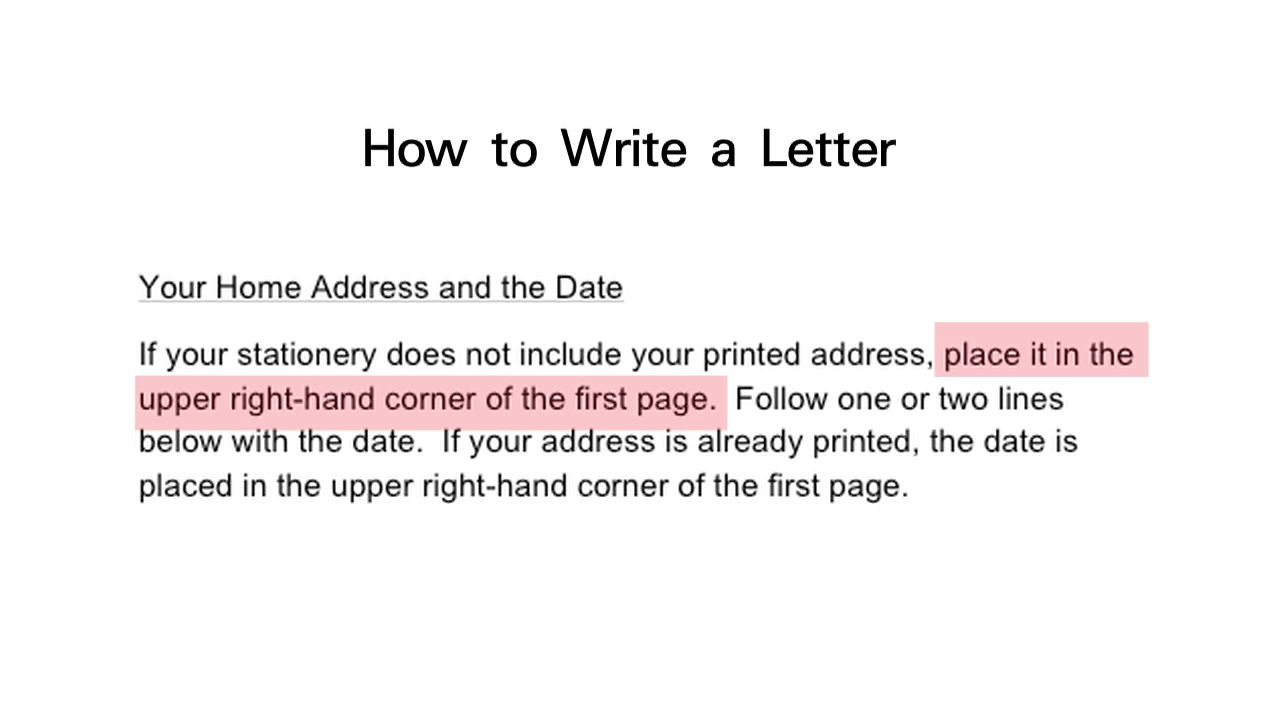 How to Write a Letter
Your Home Address and the Date
If your stationery does not include your printed address, place it in the
upper right-hand corner of the first page. Follow one or two lines
below with the date. If your address is already printed, the date is
placed in the upper right-hand corner of the first page.